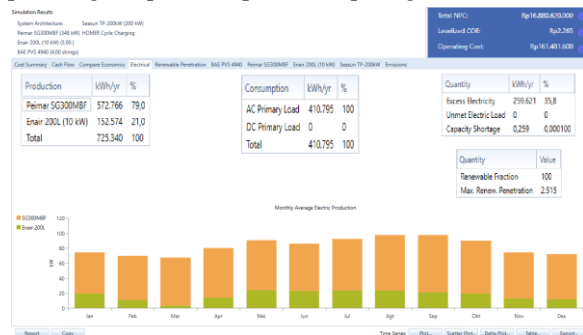 Simulation Results
System Architecture: Seasun TP-200kW (200 kW)
Peimar SG300MBF (340 kW) HOMER Cycle Charging
Enair 200L (10 kW) (5,00 )
BAE PVS 4940 (4,00 strings)
Total NPC: Rp16.880.620.000
Levelized COE: Rp2.265
Operating Cost: Rp161.481.600
Cost Summary Cash Flow Compare Economics Electrical Renewable Penetration BAE PVS 4940 Peimar SG300MBF Enair 200L (10 kW) Seasun TP-200kW Emissions
Production kWh/yr %
Peimar SG300MBF 572.766 79,0
Enair 200L (10 kW) 152.574 21,0
Total 725.340 100
Consumption kWh/yr %
AC Primary Load 410.795 100
DC Primary Load 0 0
Total 410.795 100
Quantity kWh/yr %
Excess Electricity 259.621 35,8
Unmet Electric Load 0 0
Capacity Shortage 0,259 0,000100
Quantity Value
Renewable Fraction 100
Max. Renew. Penetration 2.515
Monthly Average Electric Production
SG300MBF
Enair 200L
kW
120
100
80
60
40
20
0
Jan Feb Mar Apr Mei Jun Jul Agt Sep Okt Nov Des
Report Copy Time Series: Plot... Scatter Plot... Delta Plot... Table... Export...